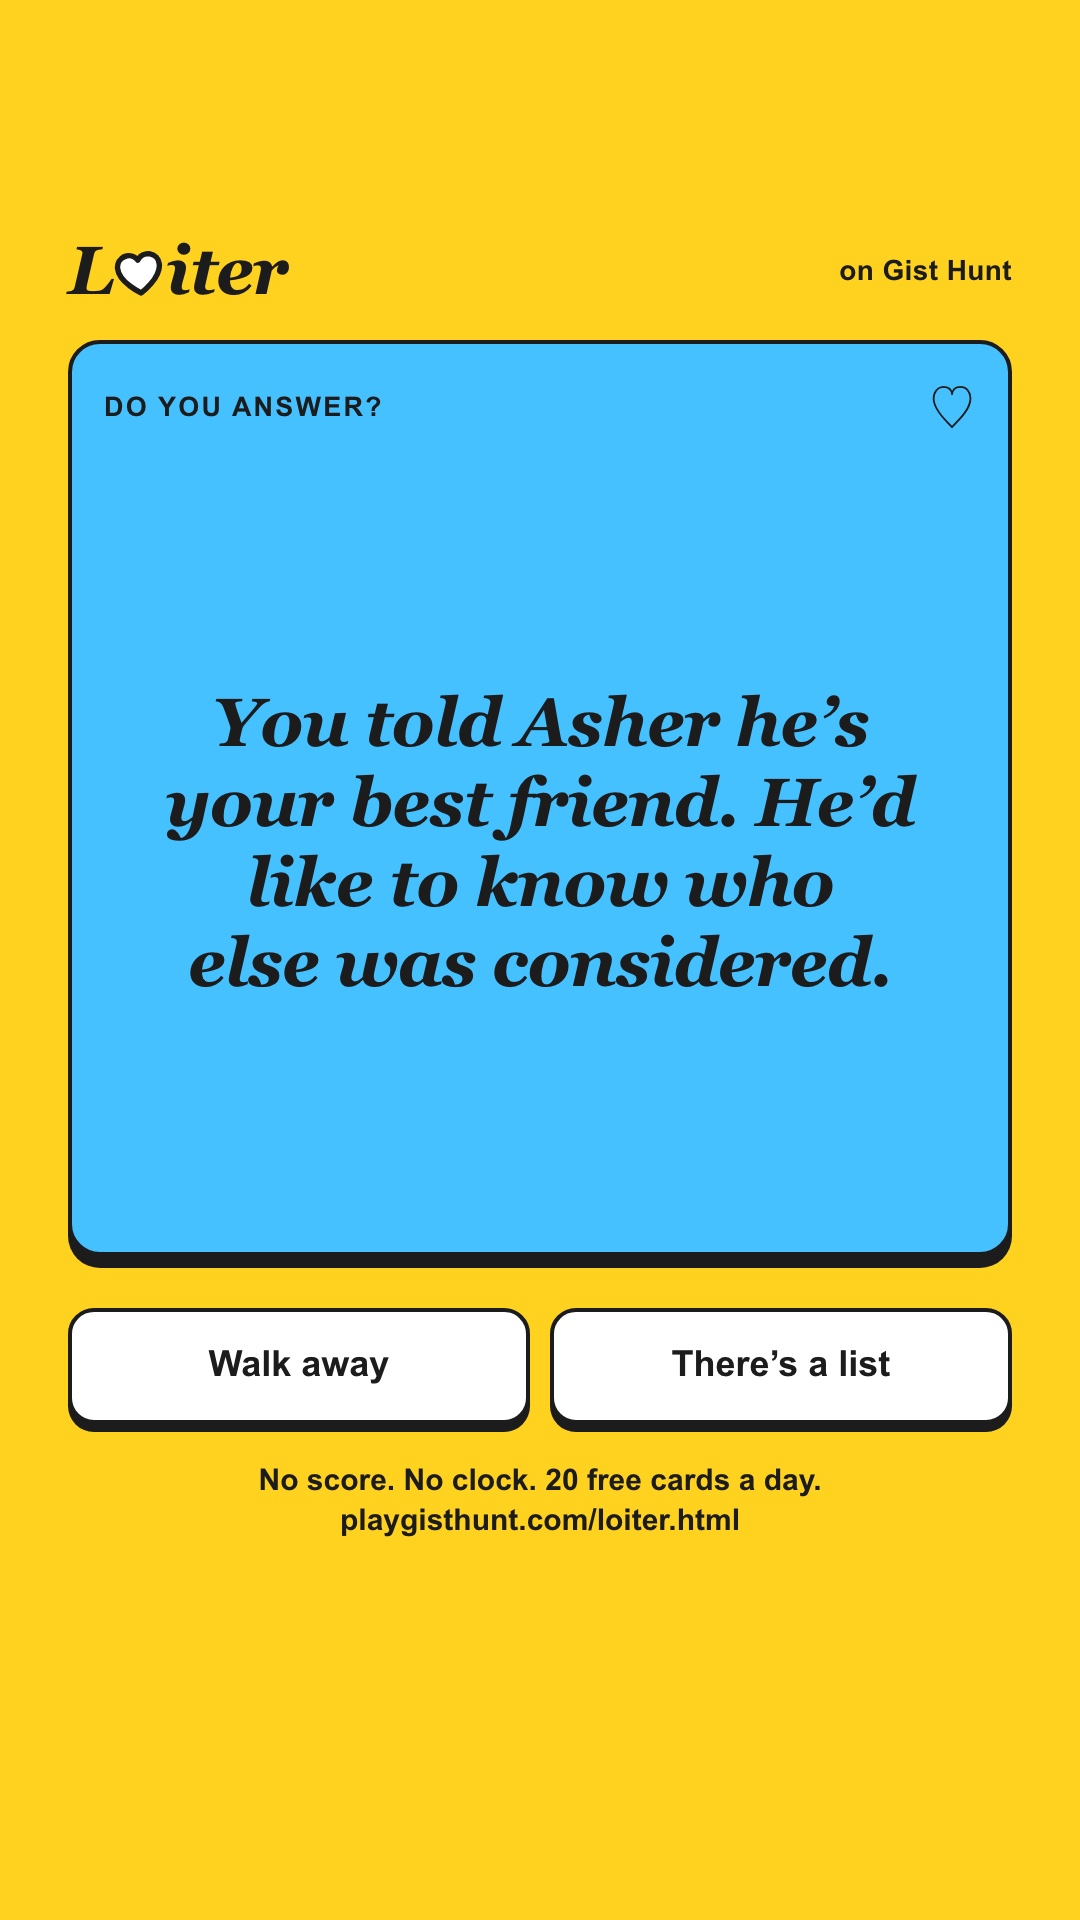 Loiter
on Gist Hunt
DO YOU ANSWER?
You told Asher he’s
your best friend. He’d
like to know who
else was considered.
Walk away
There’s a list
No score. No clock. 20 free cards a day.
playgisthunt.com/loiter.html